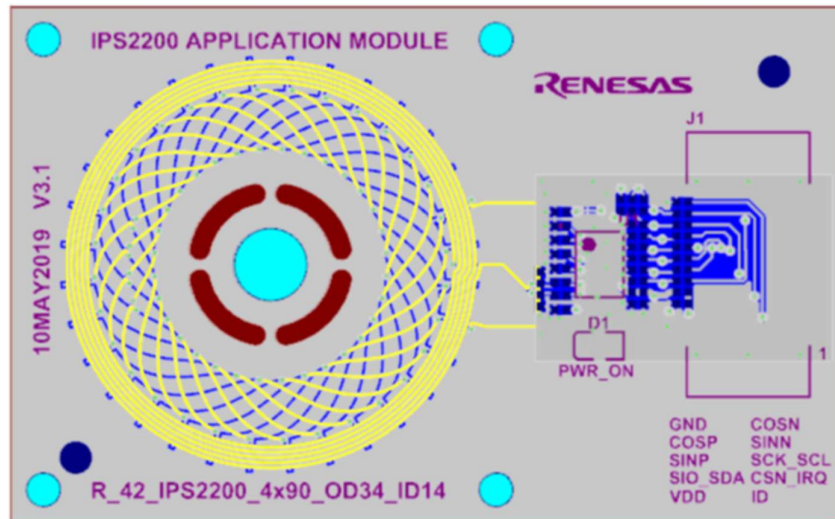 IPS2200 APPLICATION MODULE
RENESAS
J1
10MAY2019 V3.1
D1
PWR_ON
1
GND COSN
COSP SINN
SINP SCK_SCL
SIO_SDA CSN_IRQ
VDD ID
R_42_IPS2200_4x90_OD34_ID14